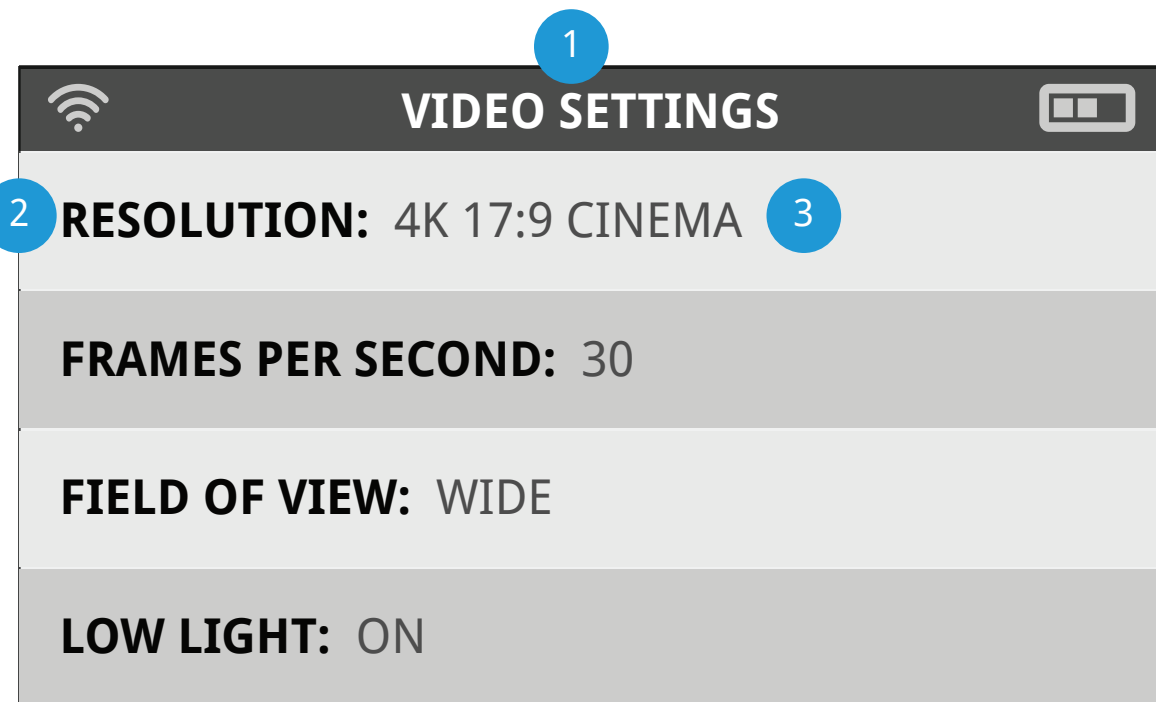 1
VIDEO SETTINGS
2 RESOLUTION: 4K 17:9 CINEMA 3
FRAMES PER SECOND: 30
FIELD OF VIEW: WIDE
LOW LIGHT: ON